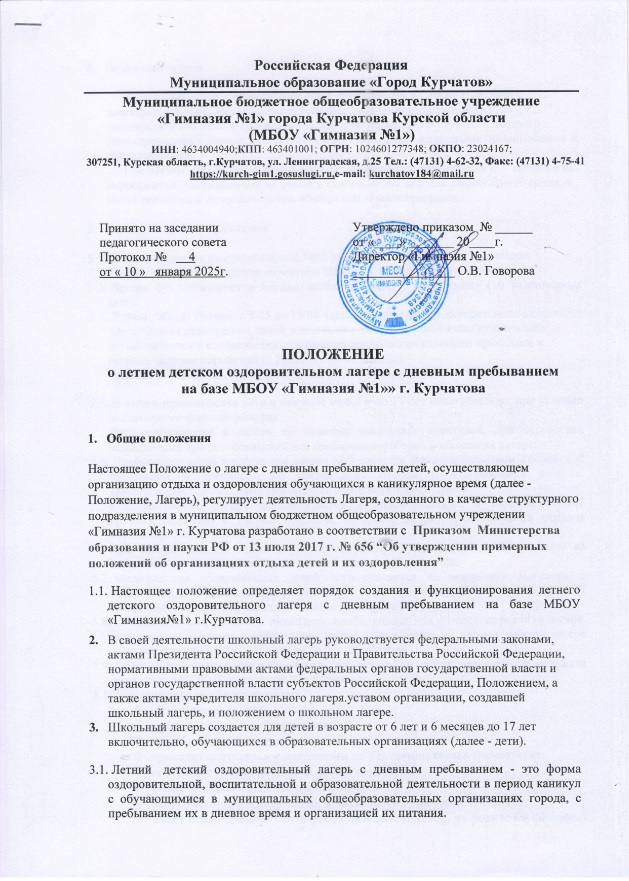 Российская Федерация
Муниципальное образование «Город Курчатов»
Муниципальное бюджетное общеобразовательное учреждение
«Гимназия №1» города Курчатова Курской области
(МБОУ «Гимназия №1»)
ИНН: 4634004940;КПП: 463401001; ОГРН: 1024601277348; ОКПО: 23024167;
307251, Курская область, г.Курчатов, ул. Ленинградская, д.25 Тел.: (47131) 4-62-32, Факс: (47131) 4-75-41
https://kurch-gim1.gosuslugi.ru,e-mail: kurchatov184@mail.ru
Принято на заседании
педагогического совета
Протокол № 4
от « 10 » января 2025г.
Утверждено приказом № ______
от « » 20 г.
Директор «Гимназия №1»
О.В. Говорова
ПОЛОЖЕНИЕ
о летнем детском оздоровительном лагере с дневным пребыванием
на базе МБОУ «Гимназия №1»» г. Курчатова
1. Общие положения
Настоящее Положение о лагере с дневным пребыванием детей, осуществляющем
организацию отдыха и оздоровления обучающихся в каникулярное время (далее -
Положение, Лагерь), регулирует деятельность Лагеря, созданного в качестве структурного
подразделения в муниципальном бюджетном общеобразовательном учреждении
«Гимназия №1» г. Курчатова разработано в соответствии с Приказом Министерства
образования и науки РФ от 13 июля 2017 г. № 656 “Об утверждении примерных
положений об организациях отдыха детей и их оздоровления”
1.1. Настоящее положение определяет порядок создания и функционирования летнего
детского оздоровительного лагеря с дневным пребыванием на базе МБОУ
«Гимназия№1» г.Курчатова.
2. В своей деятельности школьный лагерь руководствуется федеральными законами,
актами Президента Российской Федерации и Правительства Российской Федерации,
нормативными правовыми актами федеральных органов государственной власти и
органов государственной власти субъектов Российской Федерации, Положением, а
также актами учредителя школьного лагеря.уставом организации, создавшей
школьный лагерь, и положением о школьном лагере.
3. Школьный лагерь создается для детей в возрасте от 6 лет и 6 месяцев до 17 лет
включительно, обучающихся в образовательных организациях (далее - дети).
3.1. Летний детский оздоровительный лагерь с дневным пребыванием - это форма
оздоровительной, воспитательной и образовательной деятельности в период каникул
с обучающимися в муниципальных общеобразовательных организациях города, с
пребыванием их в дневное время и организацией их питания.